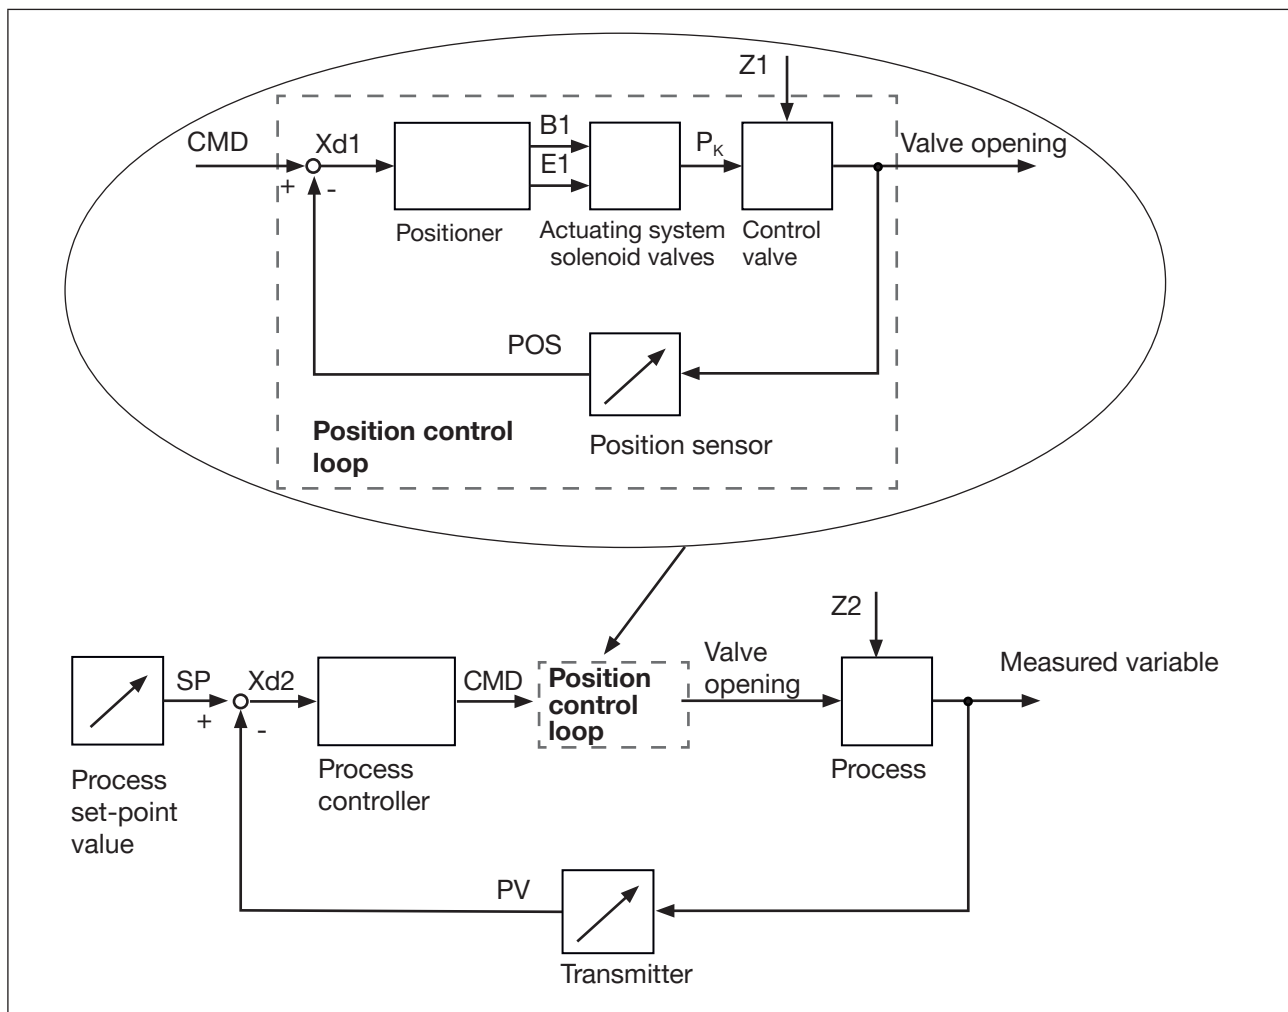 Z1
CMD
Xd1
B1
E1
P_K
Valve opening
+
-
Positioner
Actuating system
solenoid valves
Control
valve
POS
Position control
loop
Position sensor
Z2
SP
Xd2
CMD
Position
control
loop
Valve
opening
Measured variable
+
-
Process
set-point
value
Process
controller
Process
PV
Transmitter